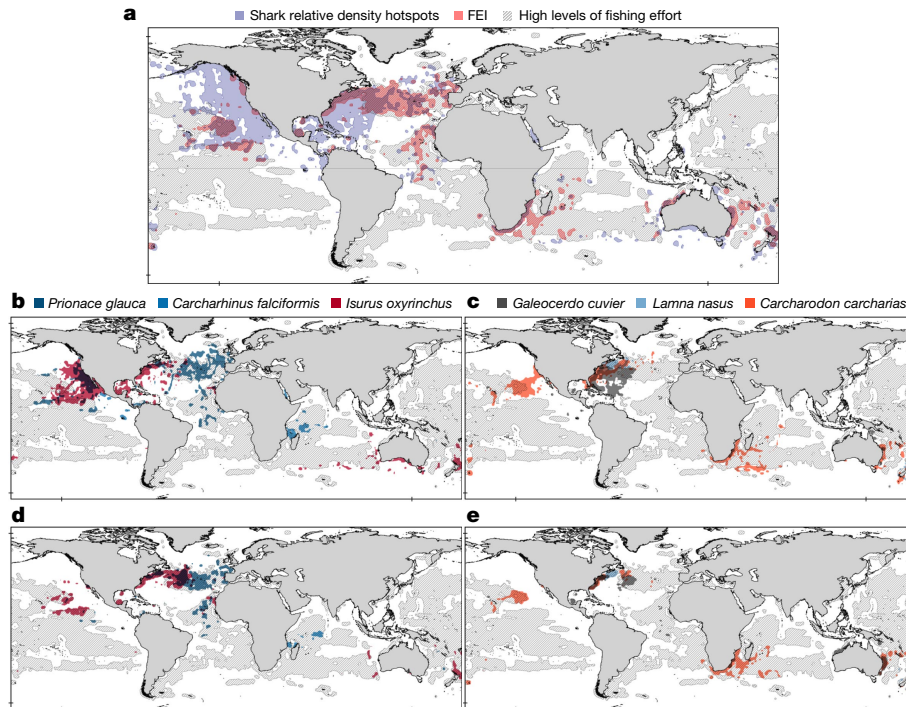 a
Shark relative density hotspots FEI High levels of fishing effort
b
Prionace glauca Carcharhinus falciformis Isurus oxyrinchus
c
Galeocerdo cuvier Lamna nasus Carcharodon carcharias
d
e